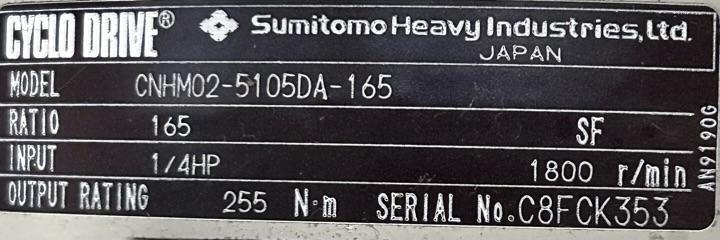 CYCLO DRIVE® Sumitomo Heavy Industries, Ltd.
JAPAN
MODEL CNHM02-5105DA-165
RATIO 165 SF
INPUT 1/4HP 1800 r/min
OUTPUT RATING 255 N·m SERIAL No. C8FCK353
AN9190G